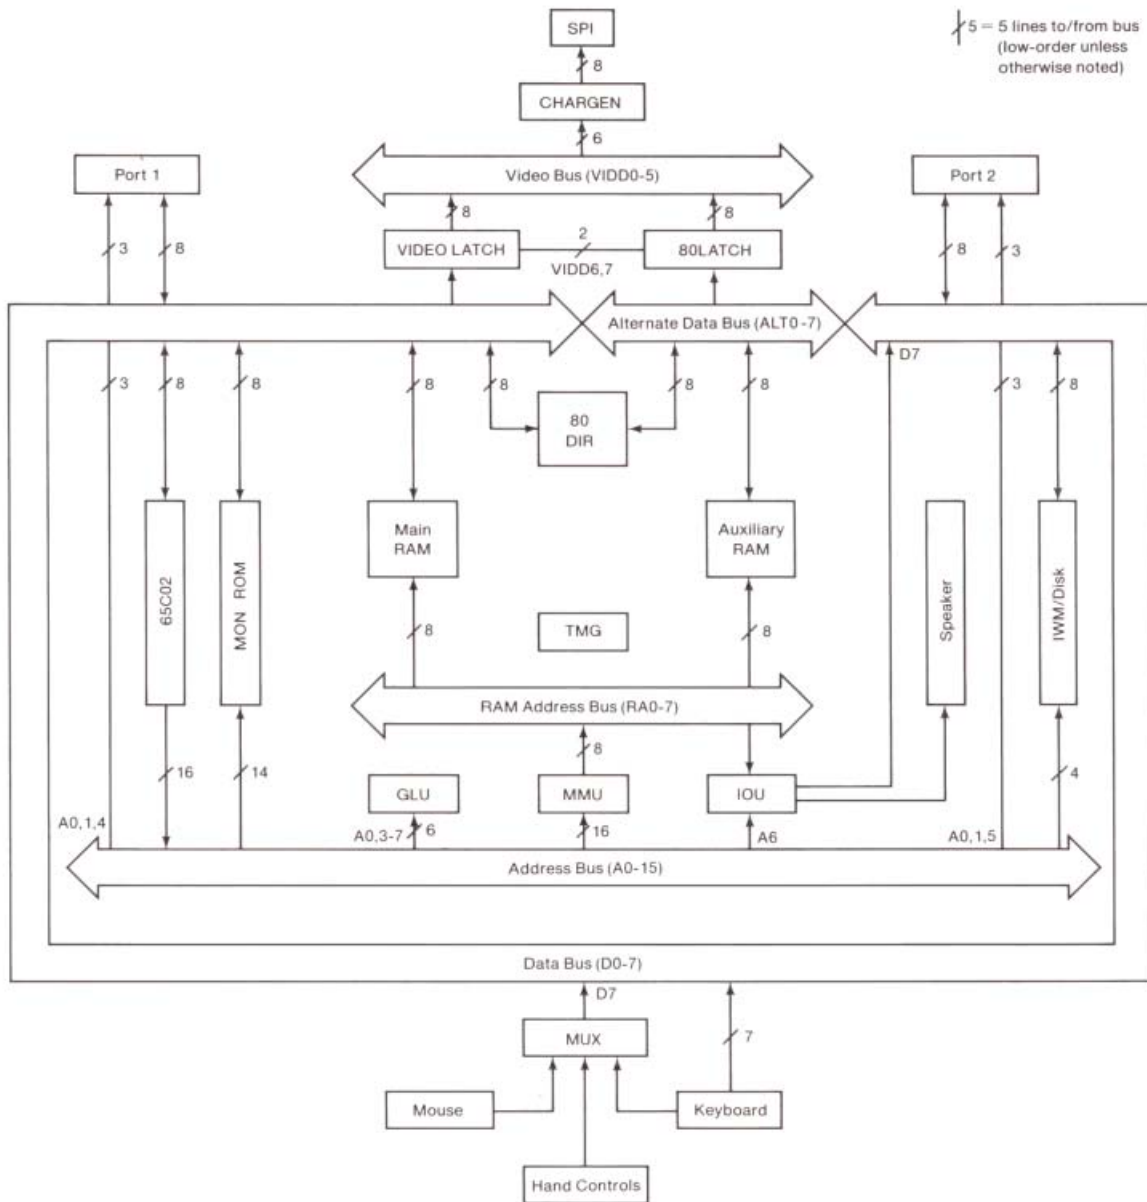 SPI
5 = 5 lines to/from bus
(low-order unless
otherwise noted)
8
CHARGEN
6
Port 1
Video Bus (VIDD0-5)
Port 2
3
8
8
8
8
3
VIDEO LATCH
2
80LATCH
VIDD6,7
Alternate Data Bus (ALT0-7)
D7
3
8
8
8
8
8
8
3
8
80
DIR
65C02
MON ROM
Main
RAM
Auxiliary
RAM
Speaker
IWM/Disk
8
TMG
8
RAM Address Bus (RA0-7)
16
14
8
4
GLU
MMU
IOU
A0,1,4
A0,3-7
6
16
A6
A0,1,5
Address Bus (A0-15)
Data Bus (D0-7)
D7
MUX
7
Mouse
Keyboard
Hand Controls